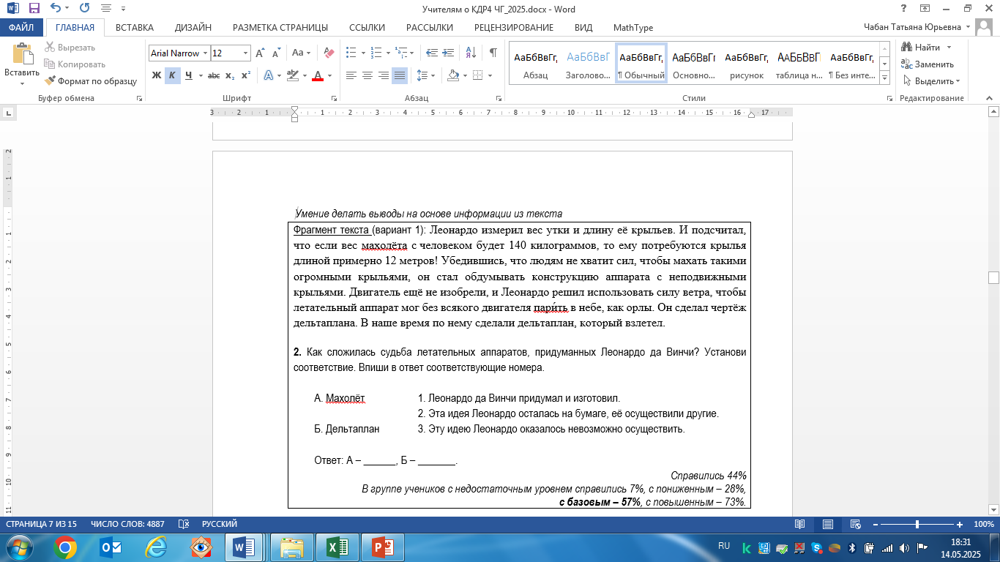 Учителям о КДР4 ЧГ_2025.docx - Word
ФАЙЛ ГЛАВНАЯ ВСТАВКА ДИЗАЙН РАЗМЕТКА СТРАНИЦЫ ССЫЛКИ РАССЫЛКИ РЕЦЕНЗИРОВАНИЕ ВИД MathType Чабан Татьяна Юрьевна
Вставить
Вырезать
Копировать
Формат по образцу
Буфер обмена
Arial Narrow 12
Ж К Ч abc x₂ x²
Шрифт
Абзац
АаБбВвГг, АаБбВвГ АаБбВвГг, АаБбВвГг АаБбВвГг, АаБбВвГ АаБбВвГг,
Абзац Заголово... ¶ Обычный Основно... рисунок таблица н... ¶ Без инте...
Стили
Найти
Заменить
Выделить
Редактирование
3 2 1 1 2 3 4 5 6 7 8 9 10 11 12 13 14 15 16 17
Умение делать выводы на основе информации из текста
Фрагмент текста (вариант 1): Леонардо измерил вес утки и длину её крыльев. И подсчитал,
что если вес махолёта с человеком будет 140 килограммов, то ему потребуются крылья
длиной примерно 12 метров! Убедившись, что людям не хватит сил, чтобы махать такими
огромными крыльями, он стал обдумывать конструкцию аппарата с неподвижными
крыльями. Двигатель ещё не изобрели, и Леонардо решил использовать силу ветра, чтобы
летательный аппарат мог без всякого двигателя пари́ть в небе, как орлы. Он сделал чертёж
дельтаплана. В наше время по нему сделали дельтаплан, который взлетел.
2. Как сложилась судьба летательных аппаратов, придуманных Леонардо да Винчи? Установи
соответствие. Впиши в ответ соответствующие номера.
А. Махолёт 1. Леонардо да Винчи придумал и изготовил.
2. Эта идея Леонардо осталась на бумаге, её осуществили другие.
Б. Дельтаплан 3. Эту идею Леонардо оказалось невозможно осуществить.
Ответ: А – ______, Б – _______.
Справились 44%
В группе учеников с недостаточным уровнем справились 7%, с пониженным – 28%,
с базовым – 57%, с повышенным – 73%.
СТРАНИЦА 7 ИЗ 15 ЧИСЛО СЛОВ: 4887 РУССКИЙ 100%
RU 18:31
14.05.2025